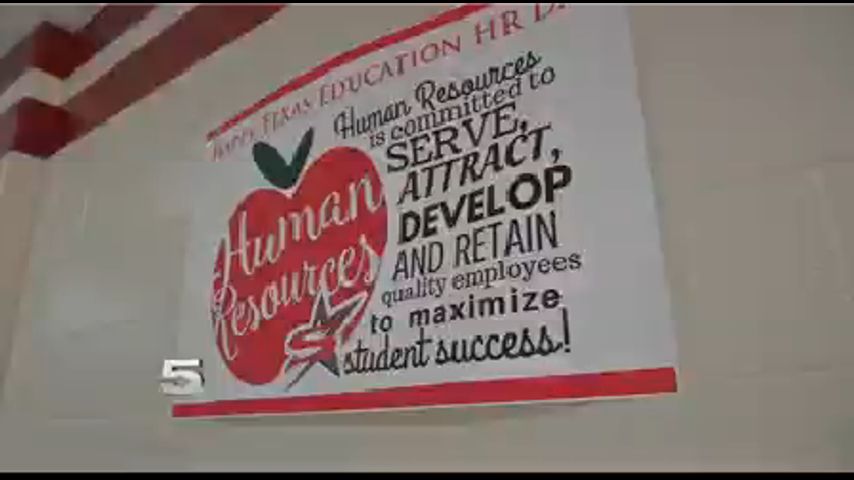 HAPPY TEXAS EDUCATION HR
Human Resources
is committed to
SERVE,
ATTRACT,
DEVELOP
AND RETAIN
quality employees
to maximize
student success!
Human
Resources
S
5